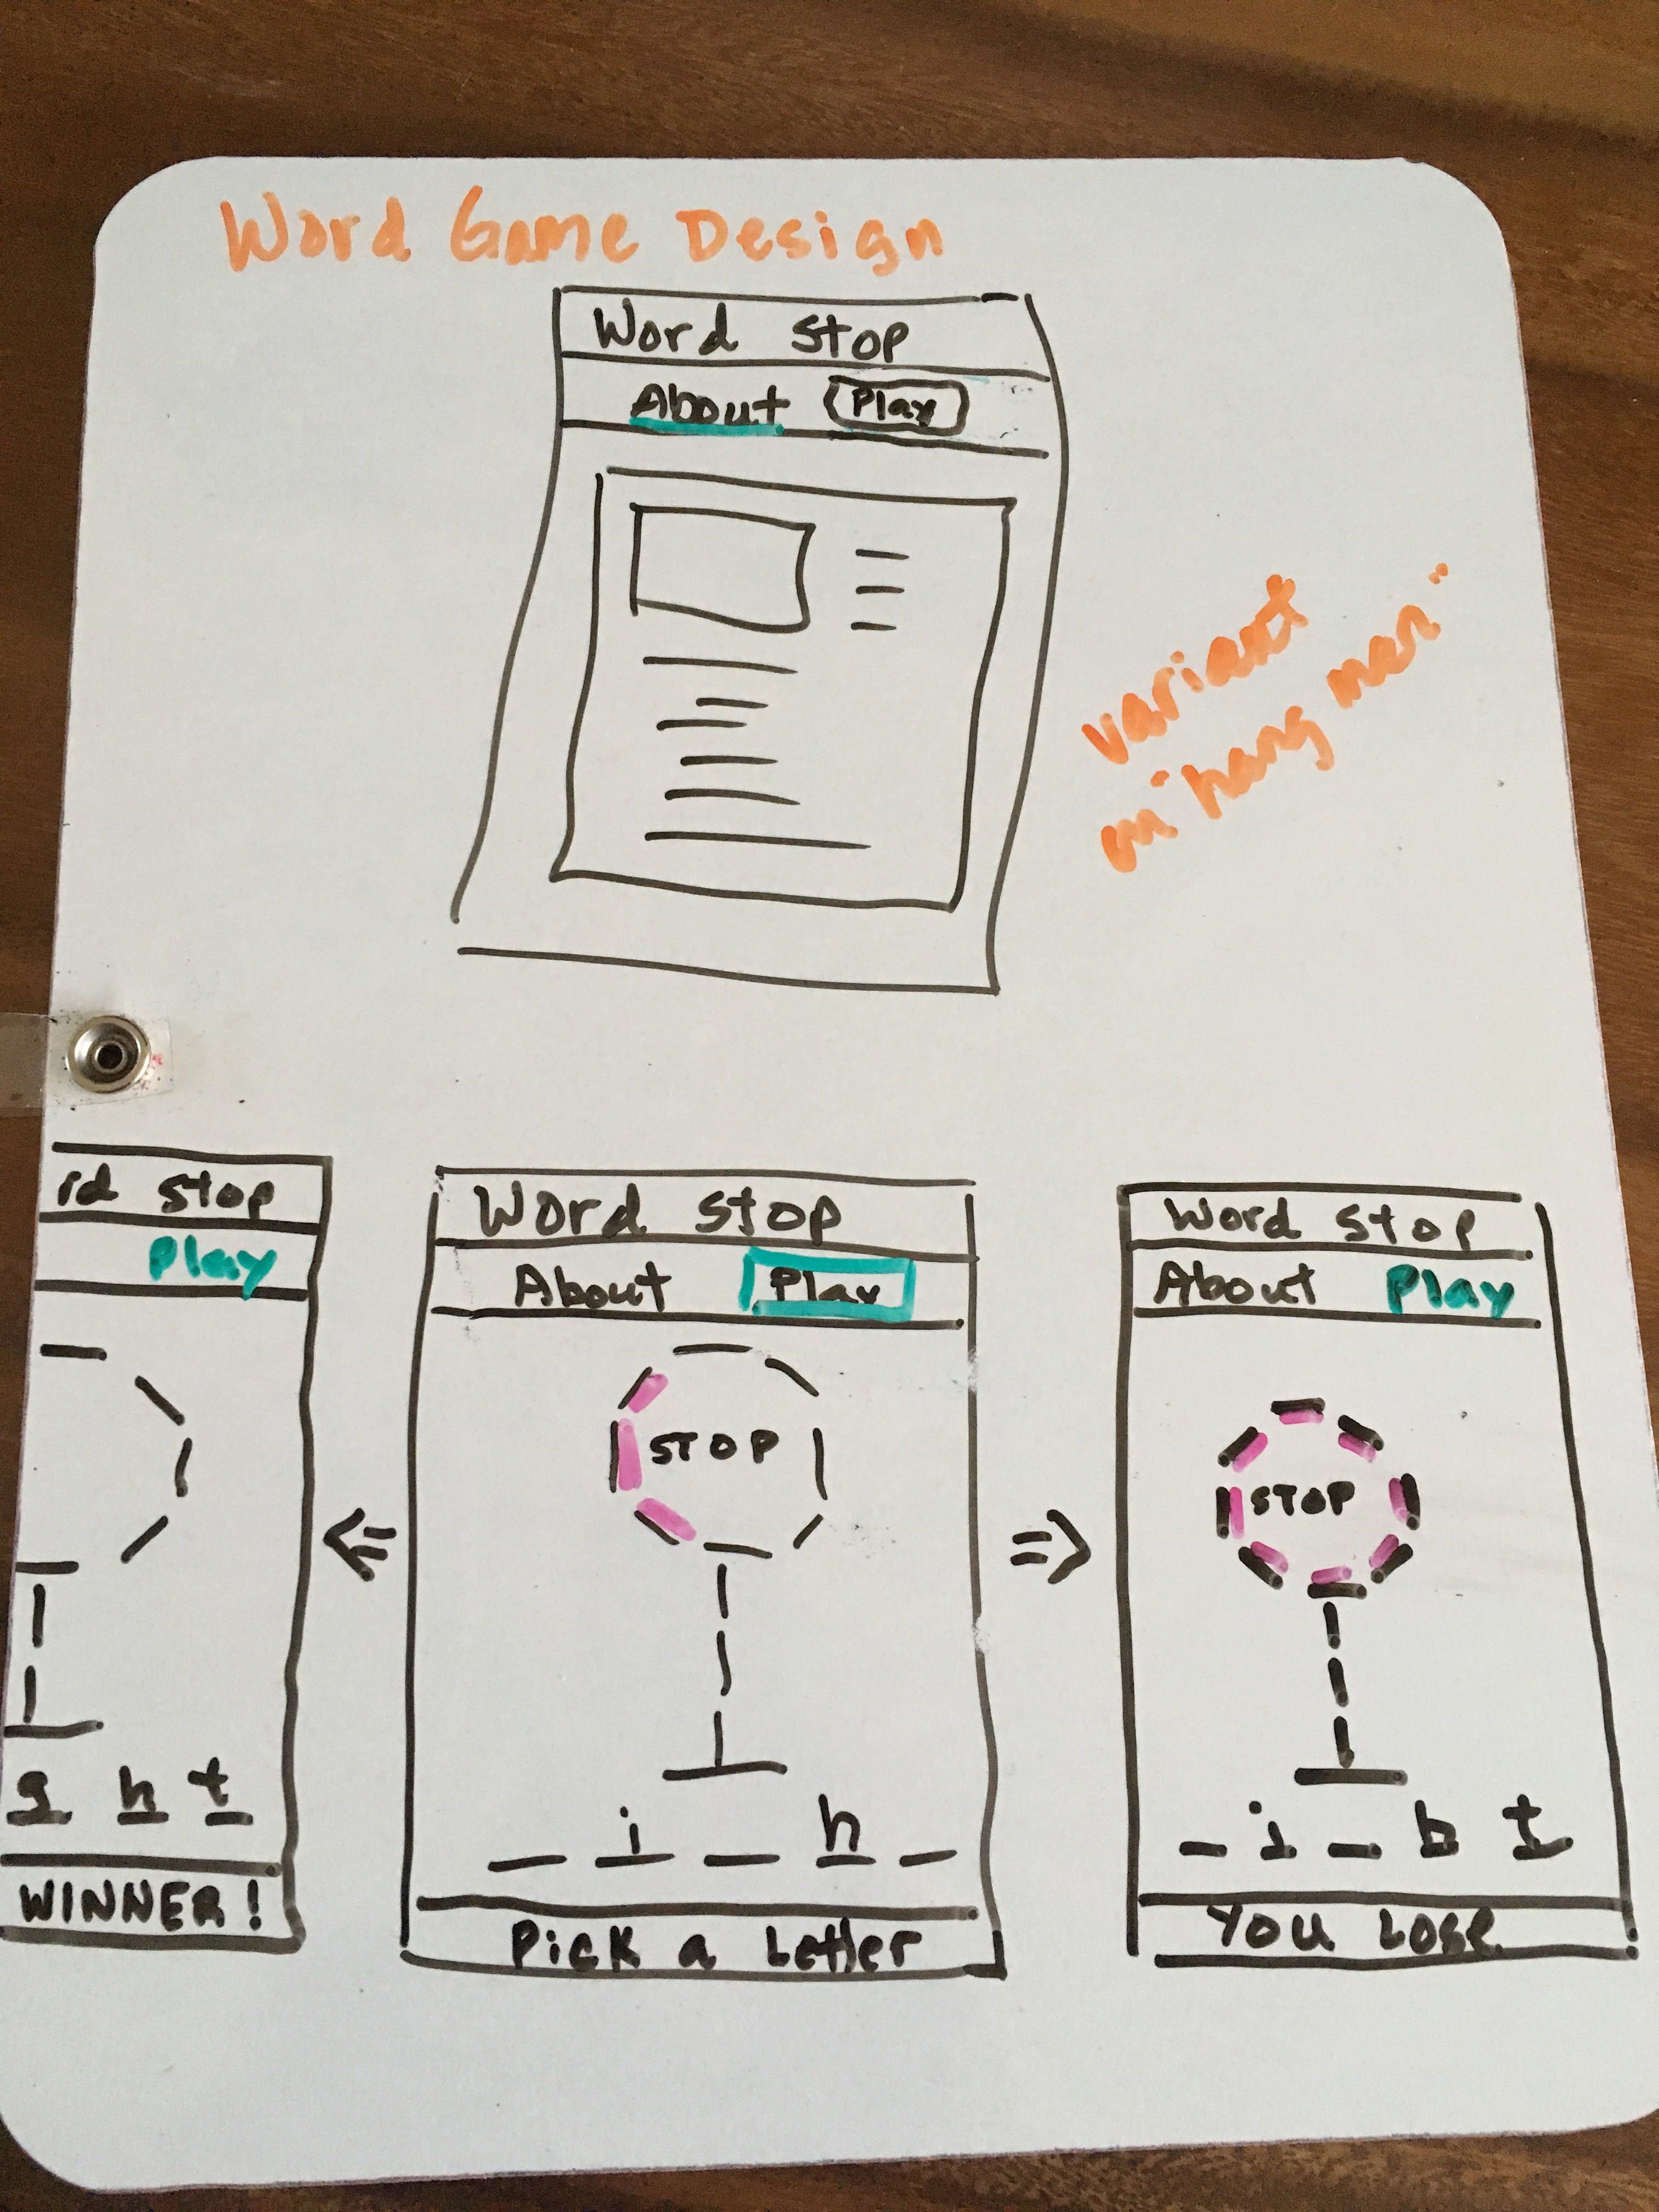 Word Game Design
Word Stop
About Play
variant
on "hang man"
rd Stop
Play
g h t
WINNER!
Word Stop
About Play
STOP
_ i _ h _
Pick a Letter
Word Stop
About Play
STOP
_ i _ h t
You Lose